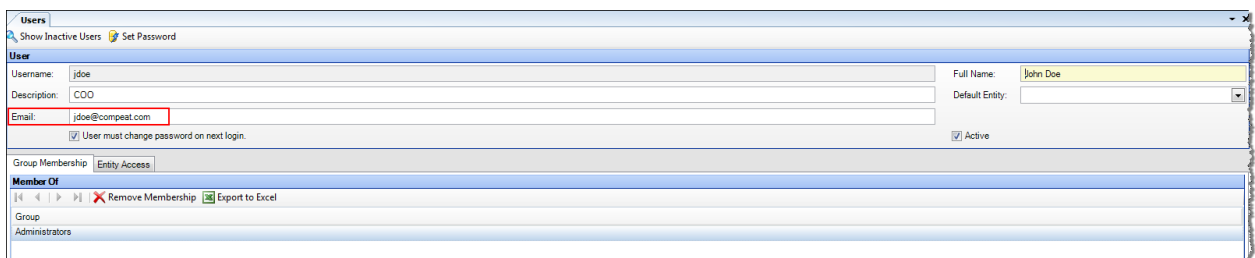 Users
Show Inactive Users Set Password
User
Username: jdoe Full Name: John Doe
Description: COO Default Entity:
Email: jdoe@compeat.com
User must change password on next login. Active
Group Membership Entity Access
Member Of
Remove Membership Export to Excel
Group
Administrators